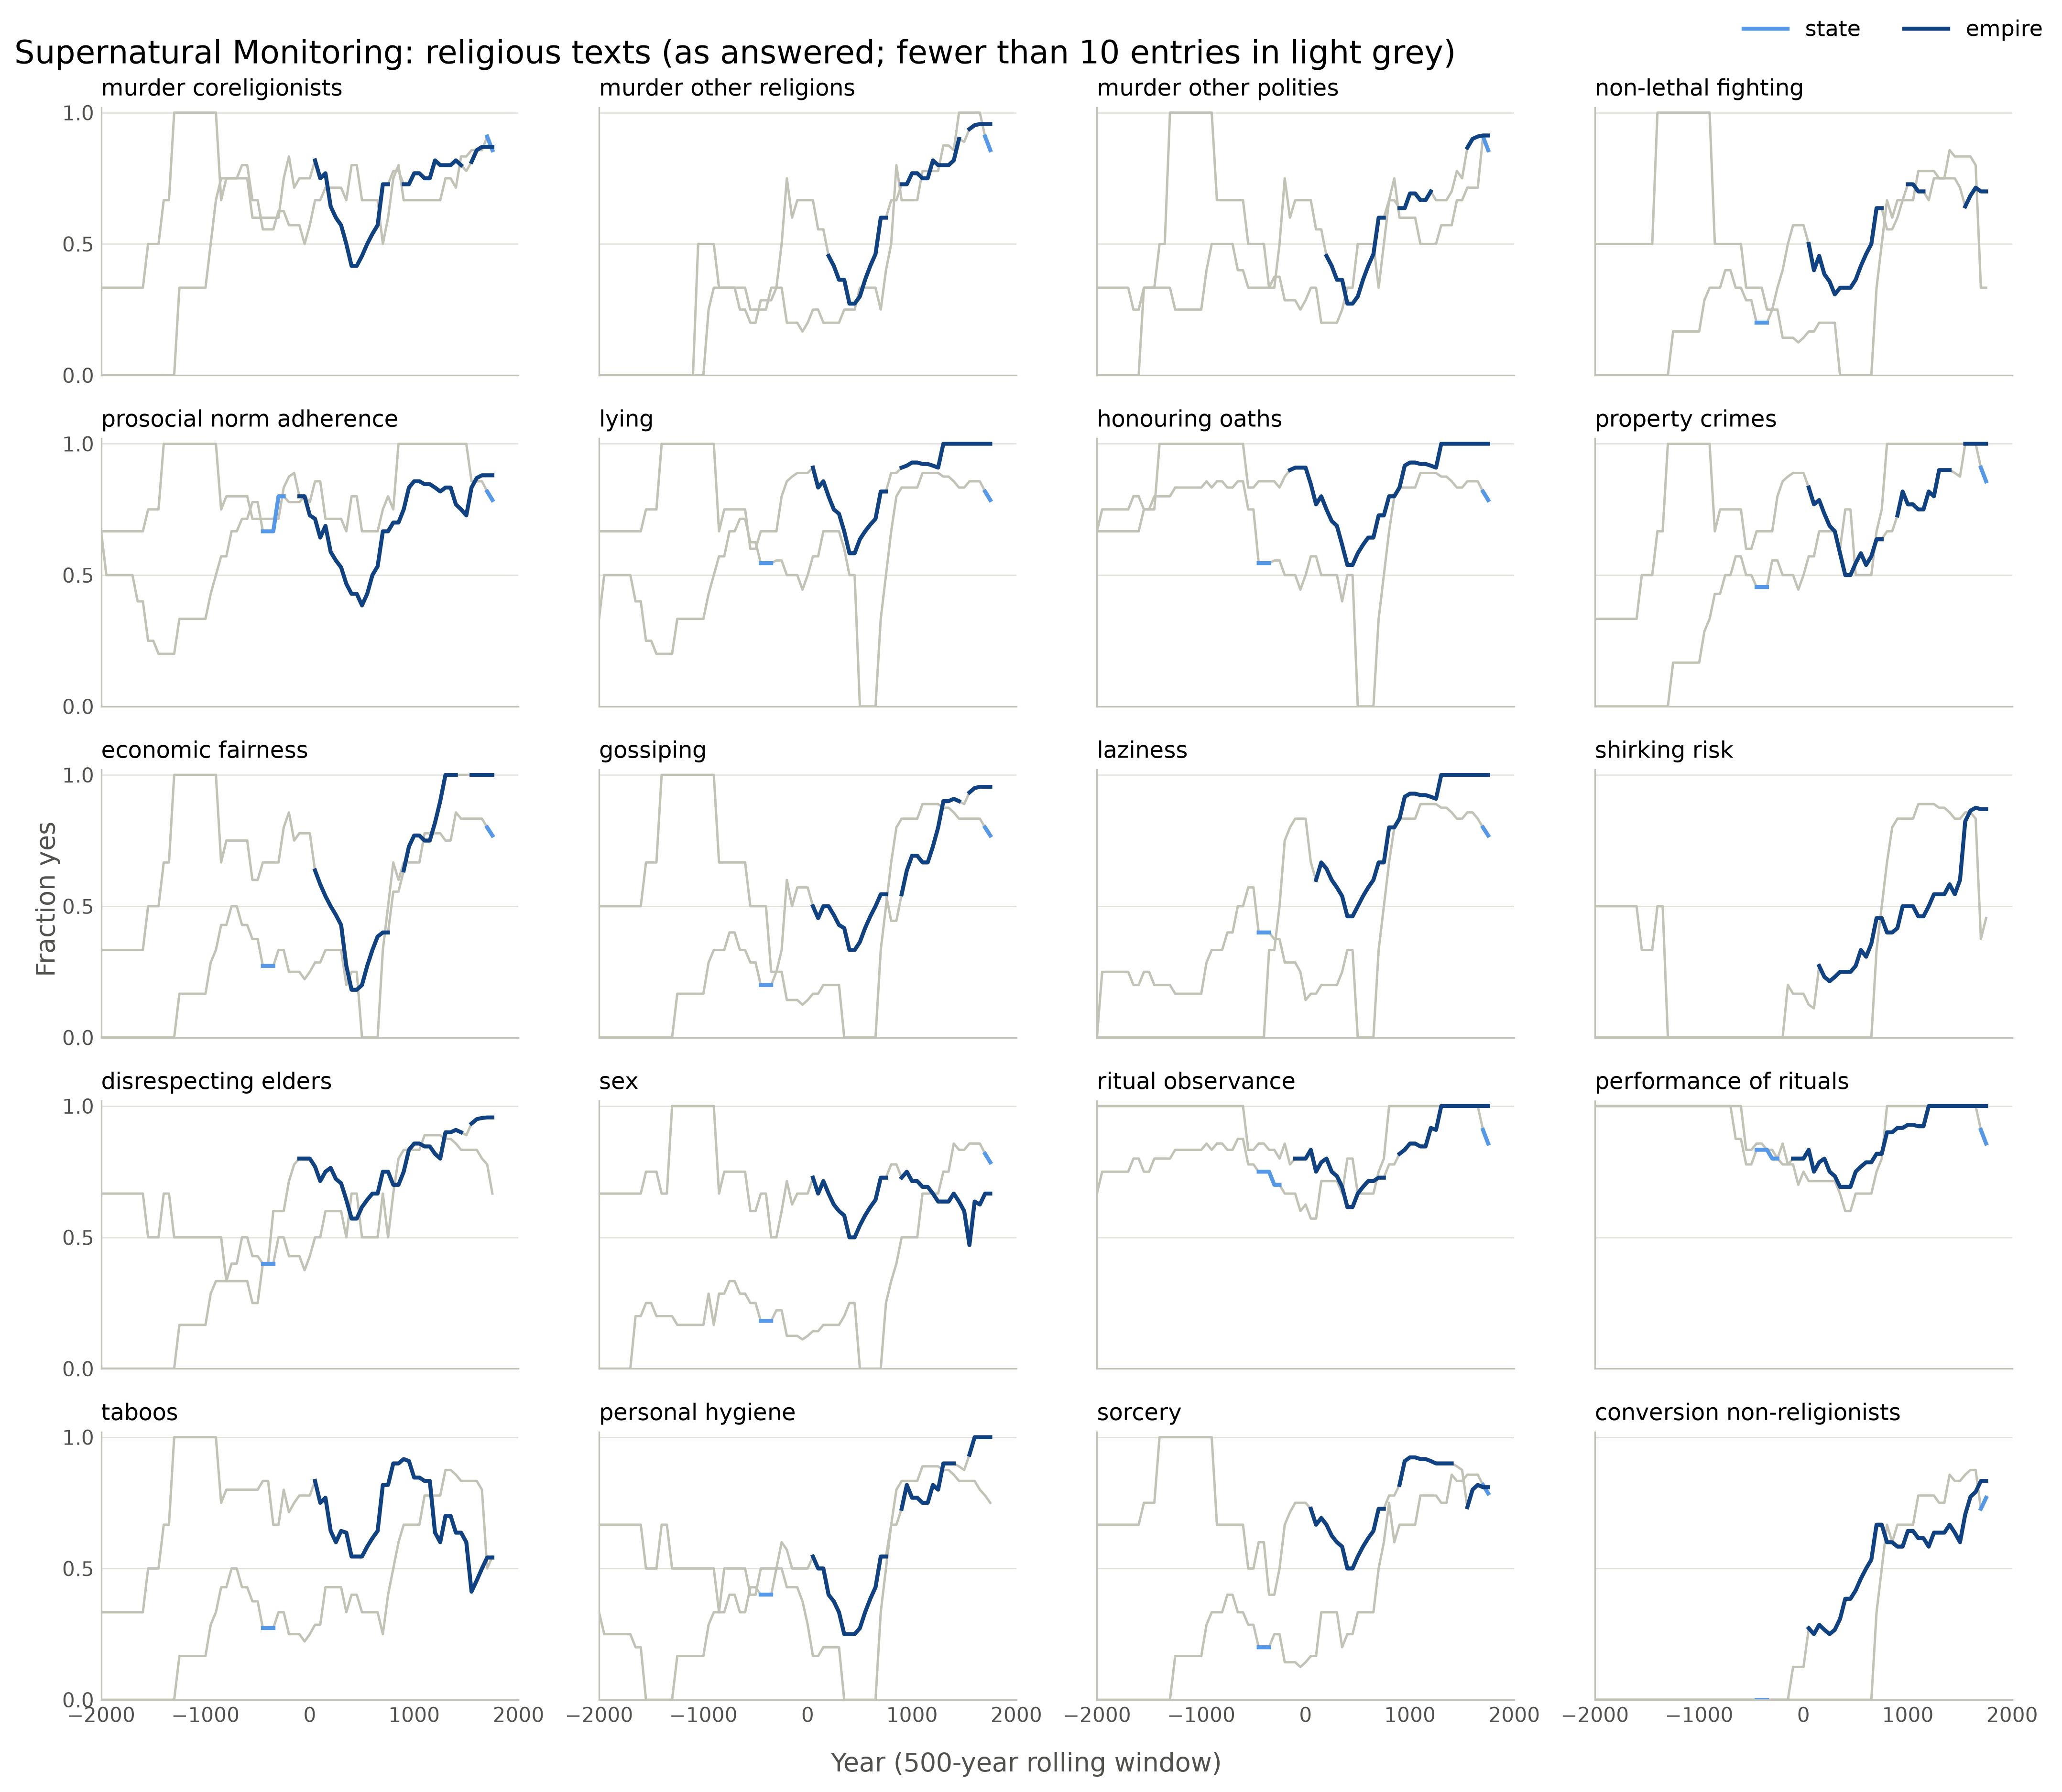 state empire
Supernatural Monitoring: religious texts (as answered; fewer than 10 entries in light grey)
murder coreligionists murder other religions murder other polities non-lethal fighting
1.0
0.5
0.0
prosocial norm adherence lying honouring oaths property crimes
1.0
0.5
0.0
economic fairness gossiping laziness shirking risk
1.0
0.5
0.0
Fraction yes
disrespecting elders sex ritual observance performance of rituals
1.0
0.5
0.0
taboos personal hygiene sorcery conversion non-religionists
1.0
0.5
0.0
−2000 −1000 0 1000 2000 −2000 −1000 0 1000 2000 −2000 −1000 0 1000 2000 −2000 −1000 0 1000 2000
Year (500-year rolling window)